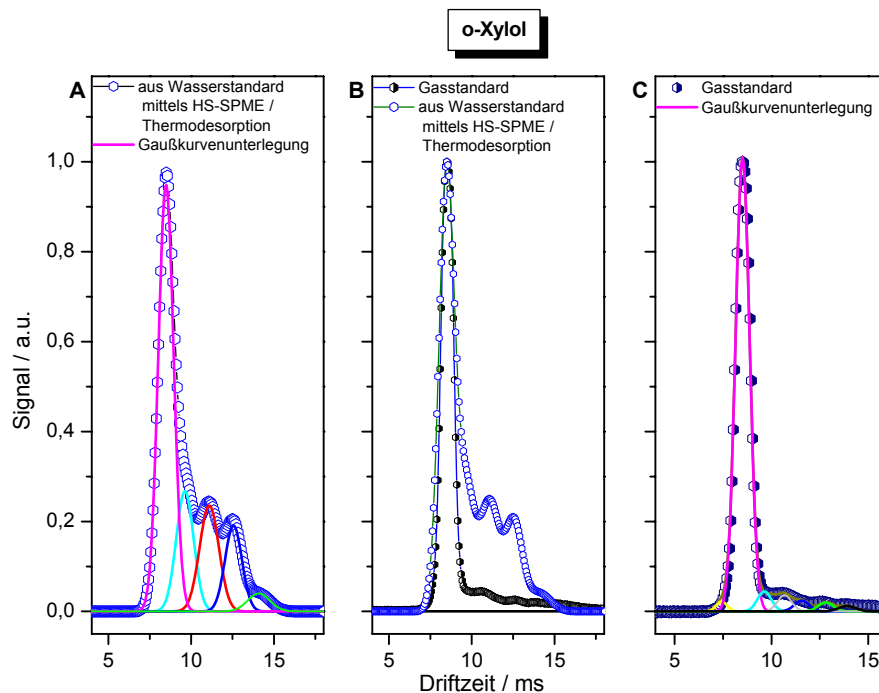 o-Xylol
A
aus Wasserstandard
mittels HS-SPME /
Thermodesorption
Gaußkurvenunterlegung
B
Gasstandard
aus Wasserstandard
mittels HS-SPME /
Thermodesorption
C
Gasstandard
Gaußkurvenunterlegung
Signal / a.u.
1,0
0,8
0,6
0,4
0,2
0,0
5 10 15
5 10 15
5 10 15
Driftzeit / ms